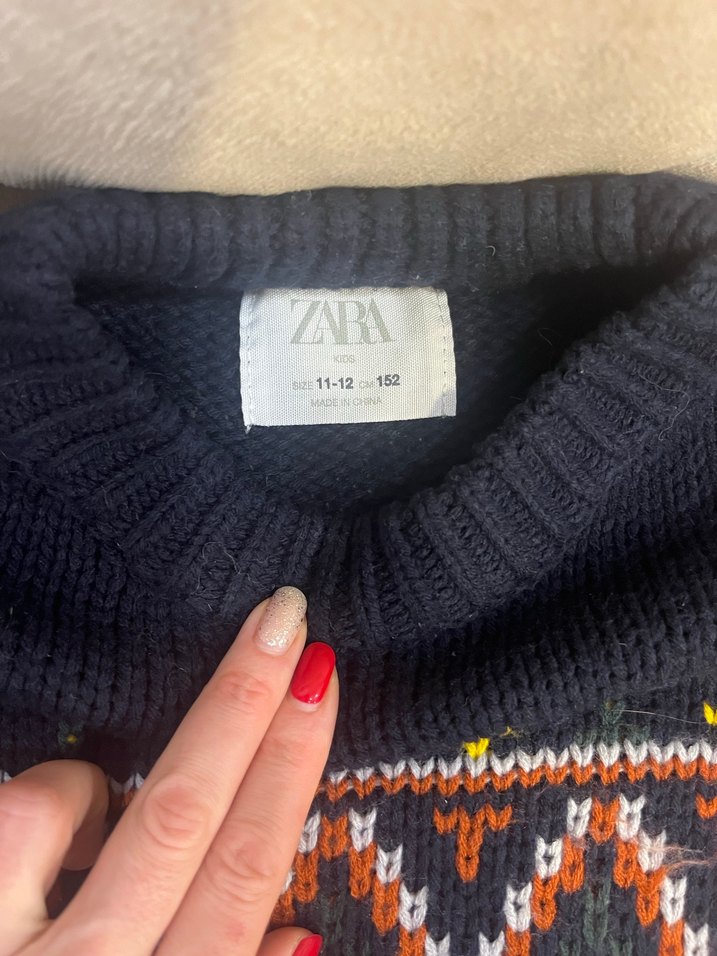 ZARA
KIDS
SIZE 11-12 CM 152
MADE IN CHINA